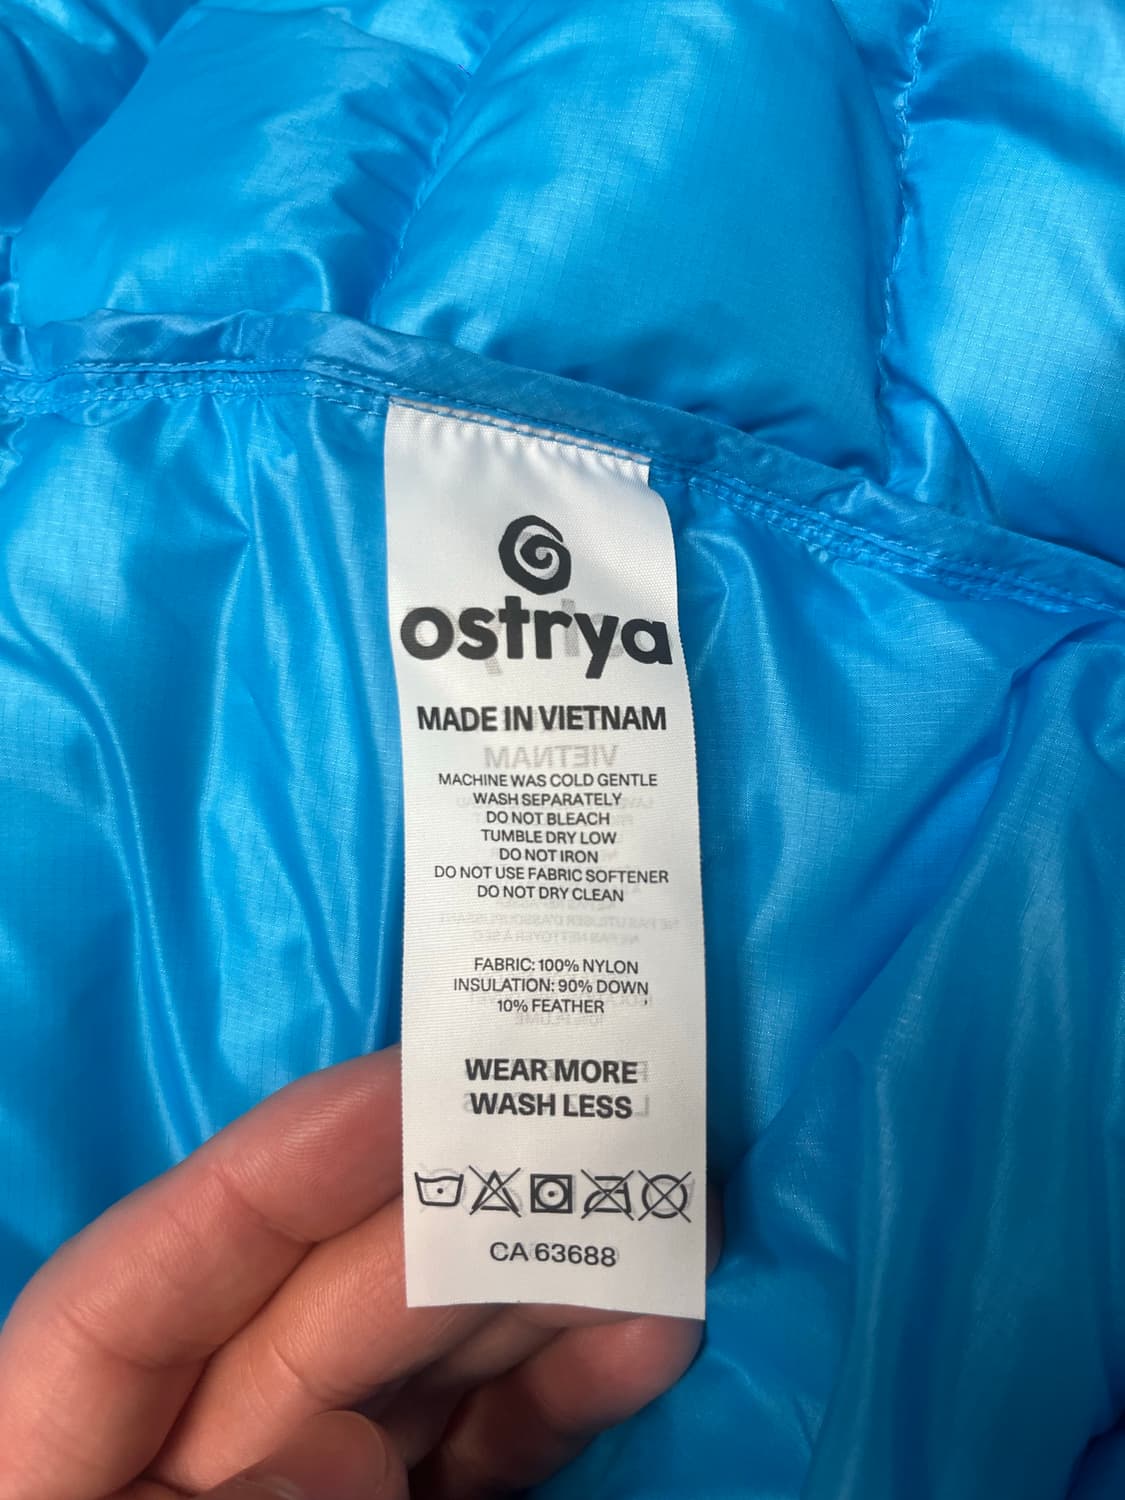 ostrya
MADE IN VIETNAM
MACHINE WAS COLD GENTLE
WASH SEPARATELY
DO NOT BLEACH
TUMBLE DRY LOW
DO NOT IRON
DO NOT USE FABRIC SOFTENER
DO NOT DRY CLEAN
FABRIC: 100% NYLON
INSULATION: 90% DOWN
10% FEATHER
WEAR MORE
WASH LESS
CA 63688